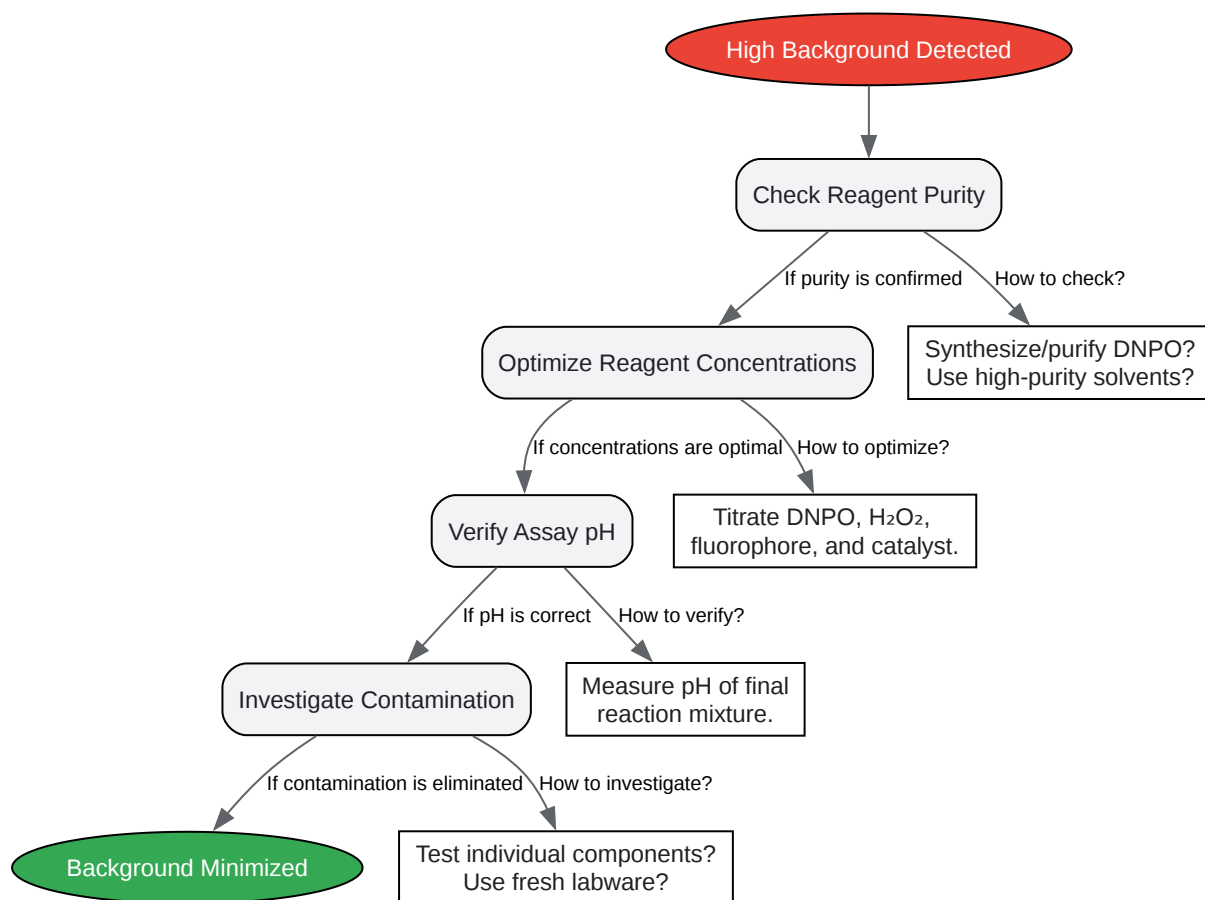 High Background Detected
Check Reagent Purity
If purity is confirmed
How to check?
Optimize Reagent Concentrations
Synthesize/purify DNPO?
Use high-purity solvents?
If concentrations are optimal
How to optimize?
Verify Assay pH
Titrate DNPO, H₂O₂,
fluorophore, and catalyst.
If pH is correct
How to verify?
Investigate Contamination
Measure pH of final
reaction mixture.
If contamination is eliminated
How to investigate?
Background Minimized
Test individual components?
Use fresh labware?